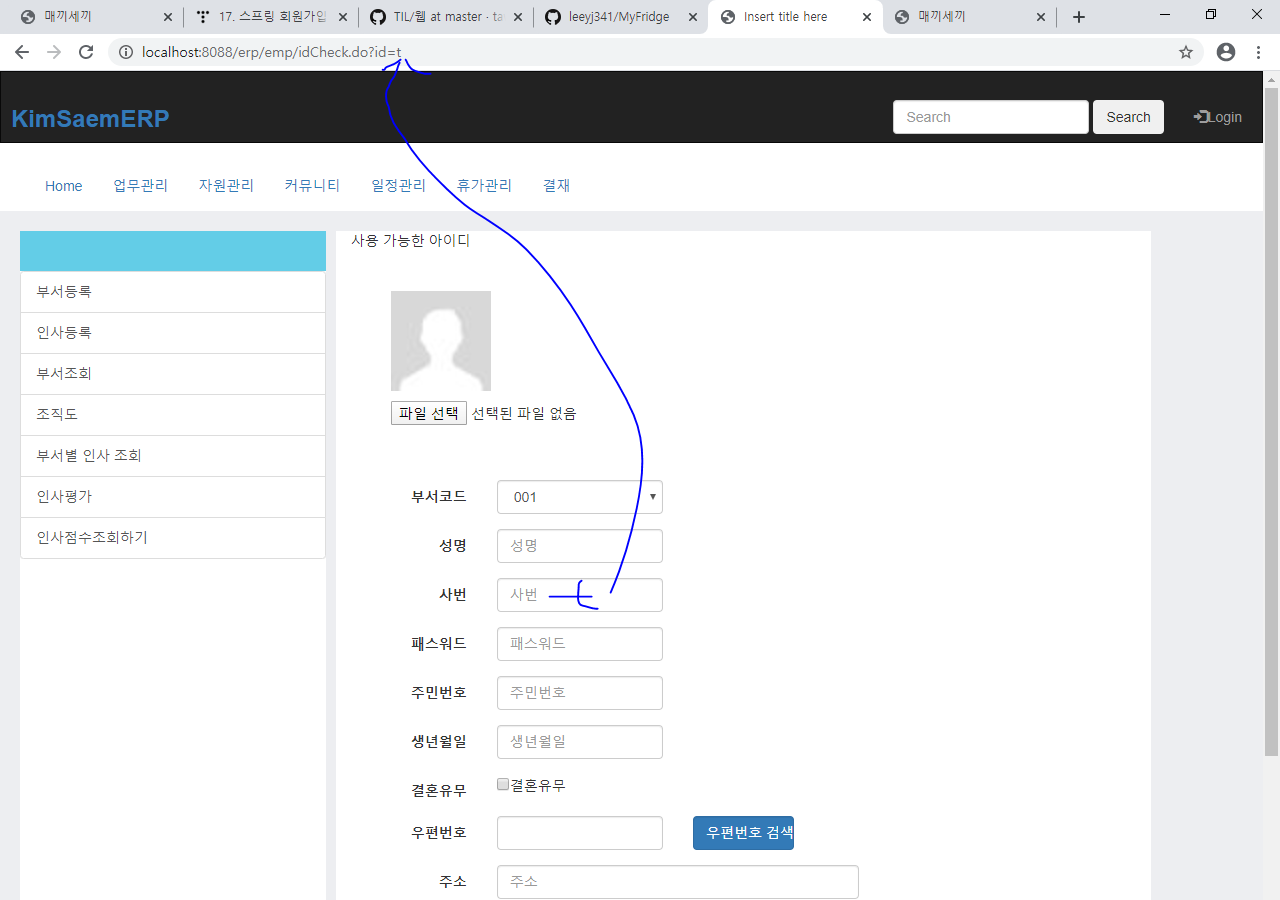 매끼세끼
17. 스프링 회원가입
TIL/웹 at master · ta
leeyj341/MyFridge
Insert title here
매끼세끼
localhost:8088/erp/emp/idCheck.do?id=t
KimSaemERP
Search
Search
Login
Home 업무관리 자원관리 커뮤니티 일정관리 휴가관리 결재
부서등록
인사등록
부서조회
조직도
부서별 인사 조회
인사평가
인사점수조회하기
사용 가능한 아이디
파일 선택 선택된 파일 없음
부서코드 001
성명 성명
사번 사번
패스워드 패스워드
주민번호 주민번호
생년월일 생년월일
결혼유무 결혼유무
우편번호 우편번호 검색
주소 주소